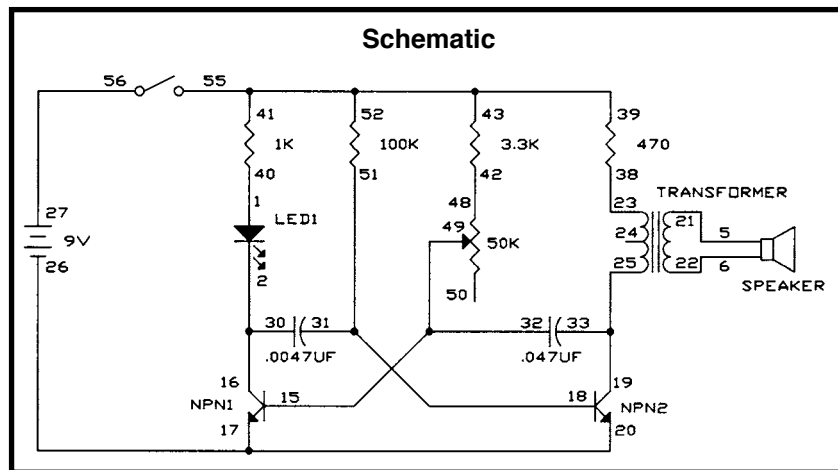 Schematic
56 55
41 52 43 39
1K 100K 3.3K 470
40 51 42 38
1 48 23 TRANSFORMER
27 LED1 49 24 21 5
9V 50K
26 2 25 22 6
50 SPEAKER
30 31 32 33
.0047UF .047UF
16 15 18 19
NPN1 NPN2
17 20